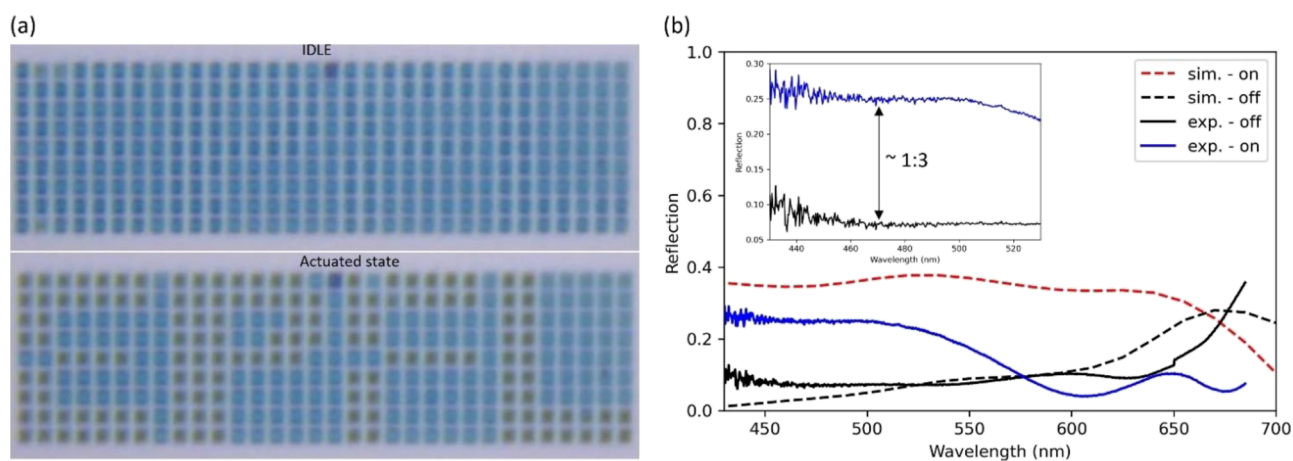 (a)
IDLE
Actuated state
(b)
Reflection
1.0
0.8
0.6
0.4
0.2
0.0
450
500
550
600
650
700
Wavelength (nm)
sim. - on
sim. - off
exp. - off
exp. - on
Reflection
0.30
0.25
0.20
0.15
0.10
0.05
~ 1:3
440
460
480
500
520
Wavelength (nm)